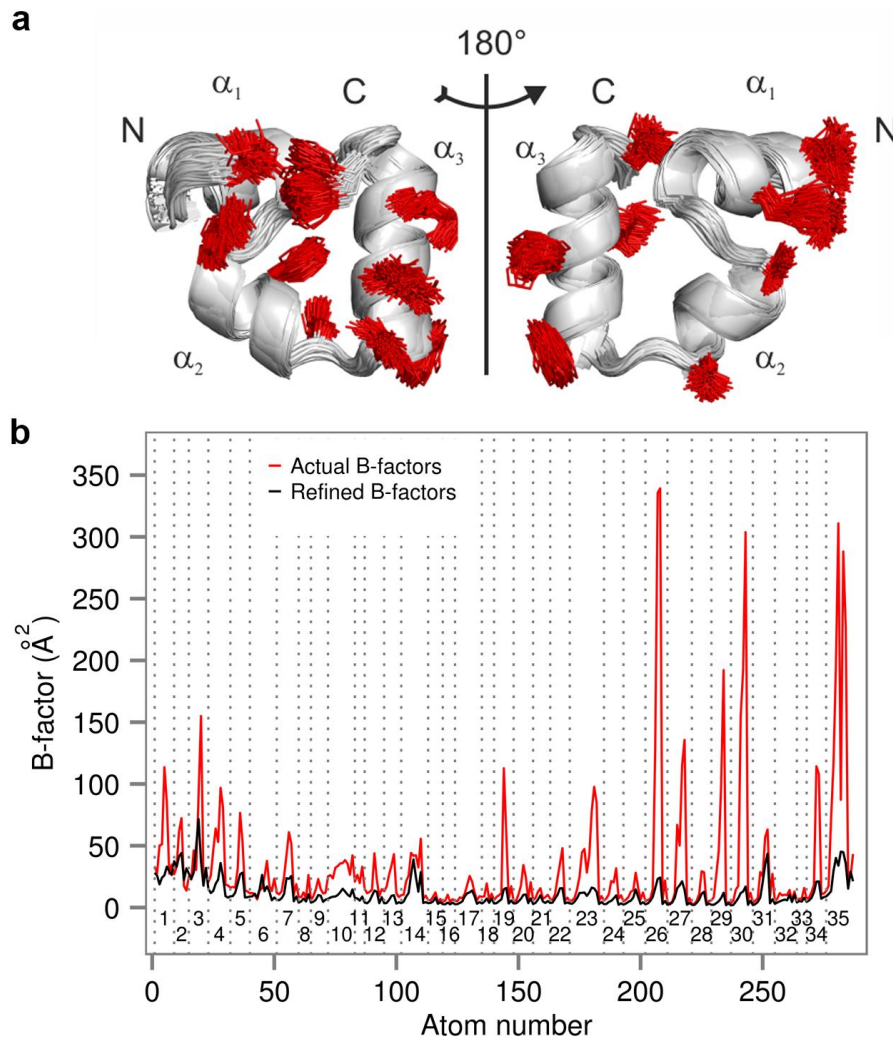 a
180°
α1 C C α1
N α3 α3 N
α2 α2
b
Actual B-factors
Refined B-factors
B-factor (Å2)
350
300
250
200
150
100
50
0
1 3 5 7 9 11 13 15 17 19 21 23 25 27 29 31 33 35
2 4 6 8 10 12 14 16 18 20 22 24 26 28 30 32 34
0 50 100 150 200 250
Atom number